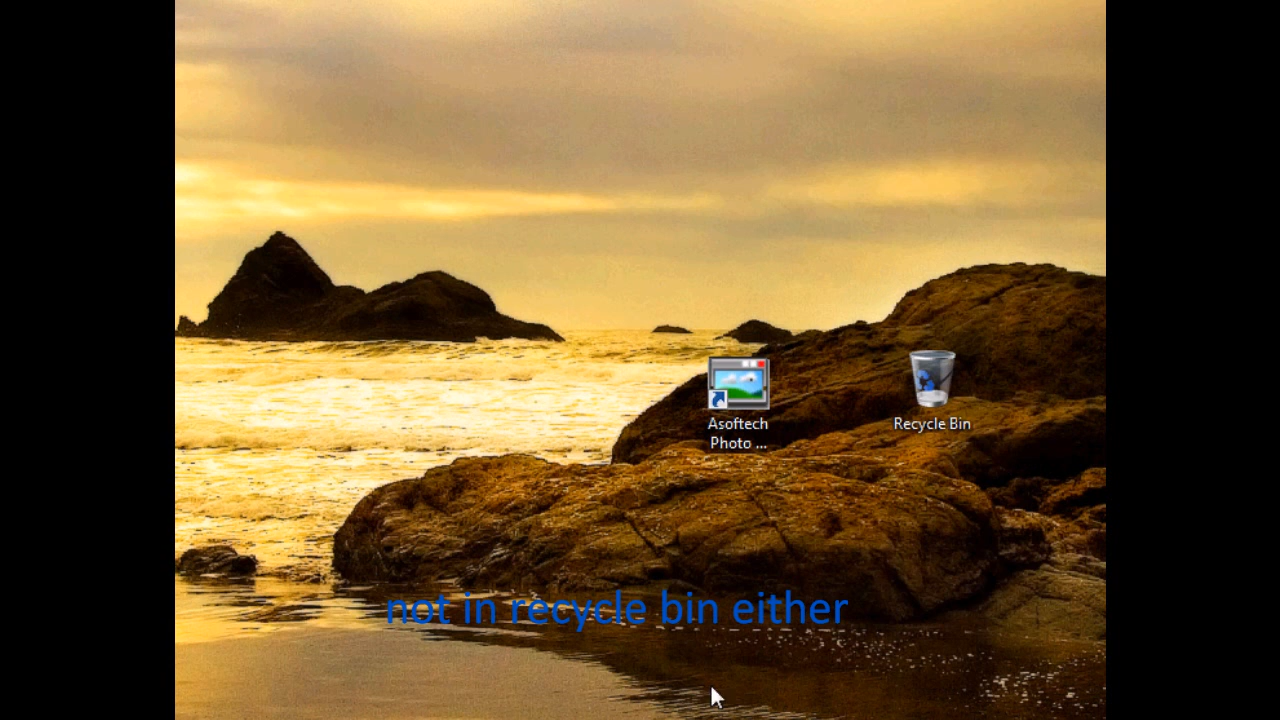 Asoftech
Photo ...
Recycle Bin
not in recycle bin either